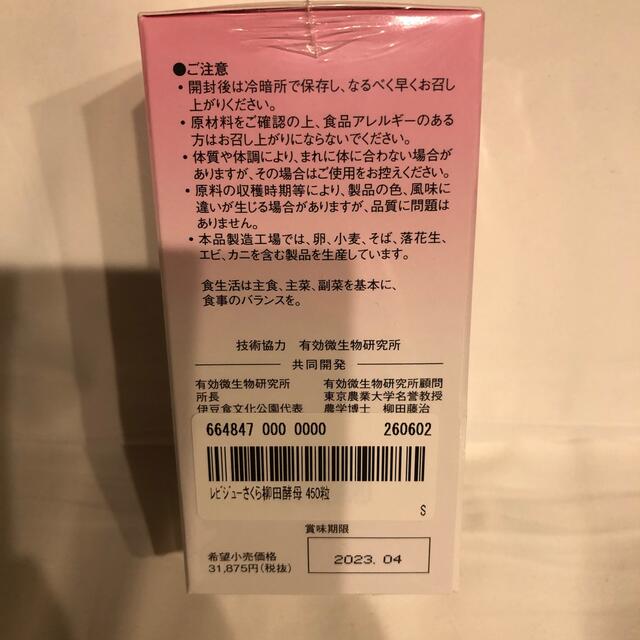 ●ご注意
・開封後は冷暗所で保存し、なるべく早くお召し
上がりください。
・原材料をご確認の上、食品アレルギーのある
方はお召し上がりにならないでください。
・体質や体調により、まれに体に合わない場合が
ありますが、その場合はご使用をお控えください。
・原料の収穫時期等により、製品の色、風味に
違いが生じる場合がありますが、品質に問題は
ありません。
・本品製造工場では、卵、小麦、そば、落花生、
エビ、カニを含む製品を生産しています。
食生活は主食、主菜、副菜を基本に、
食事のバランスを。
技術協力 有効微生物研究所
共同開発
有効微生物研究所
所長
伊豆食文化公園代表
有効微生物研究所顧問
東京農業大学名誉教授
農学博士 柳田藤治
664847 000 0000 260602
レビジューさくら柳田酵母 450粒
S
賞味期限
2023. 04
希望小売価格
31,875円(税抜)